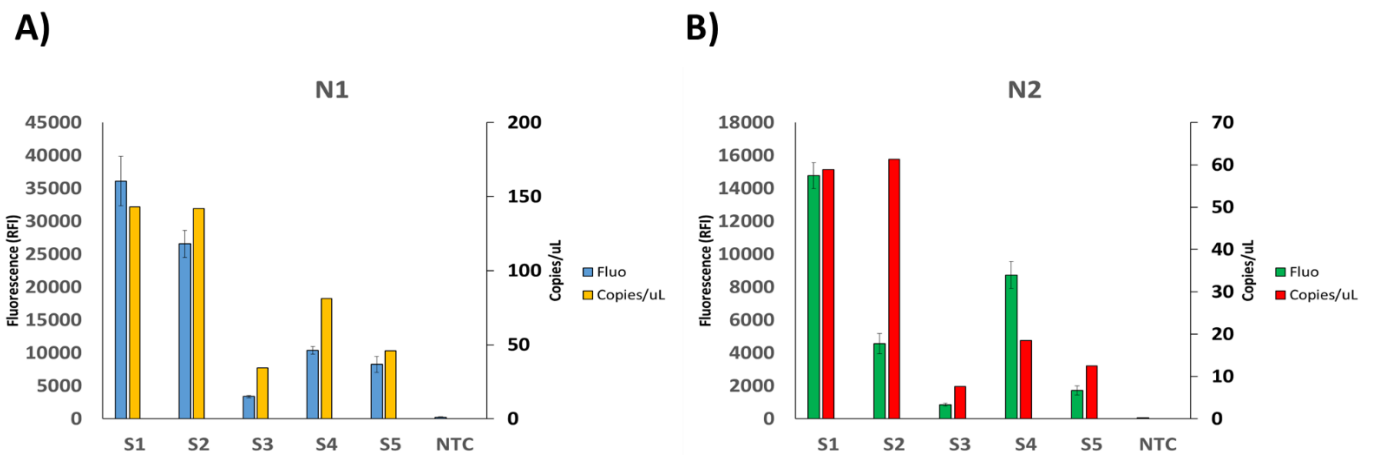 A)
N1
45000
40000
35000
30000
25000
20000
15000
10000
5000
0
Fluorescence (RFI)
200
150
100
50
0
Copies/uL
Fluo
Copies/uL
S1 S2 S3 S4 S5 NTC
B)
N2
18000
16000
14000
12000
10000
8000
6000
4000
2000
0
Fluorescence (RFI)
70
60
50
40
30
20
10
0
Copies/uL
Fluo
Copies/uL
S1 S2 S3 S4 S5 NTC